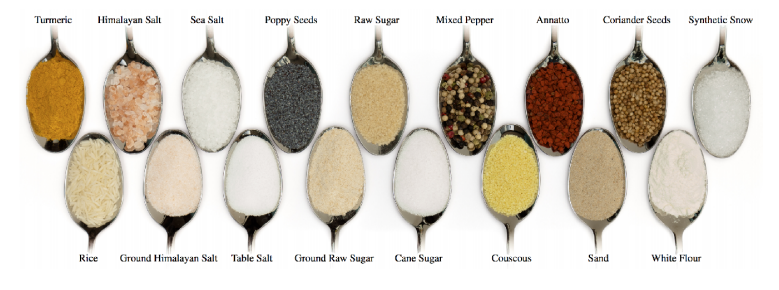 Turmeric Himalayan Salt Sea Salt Poppy Seeds Raw Sugar Mixed Pepper Annatto Coriander Seeds Synthetic Snow
Rice Ground Himalayan Salt Table Salt Ground Raw Sugar Cane Sugar Couscous Sand White Flour